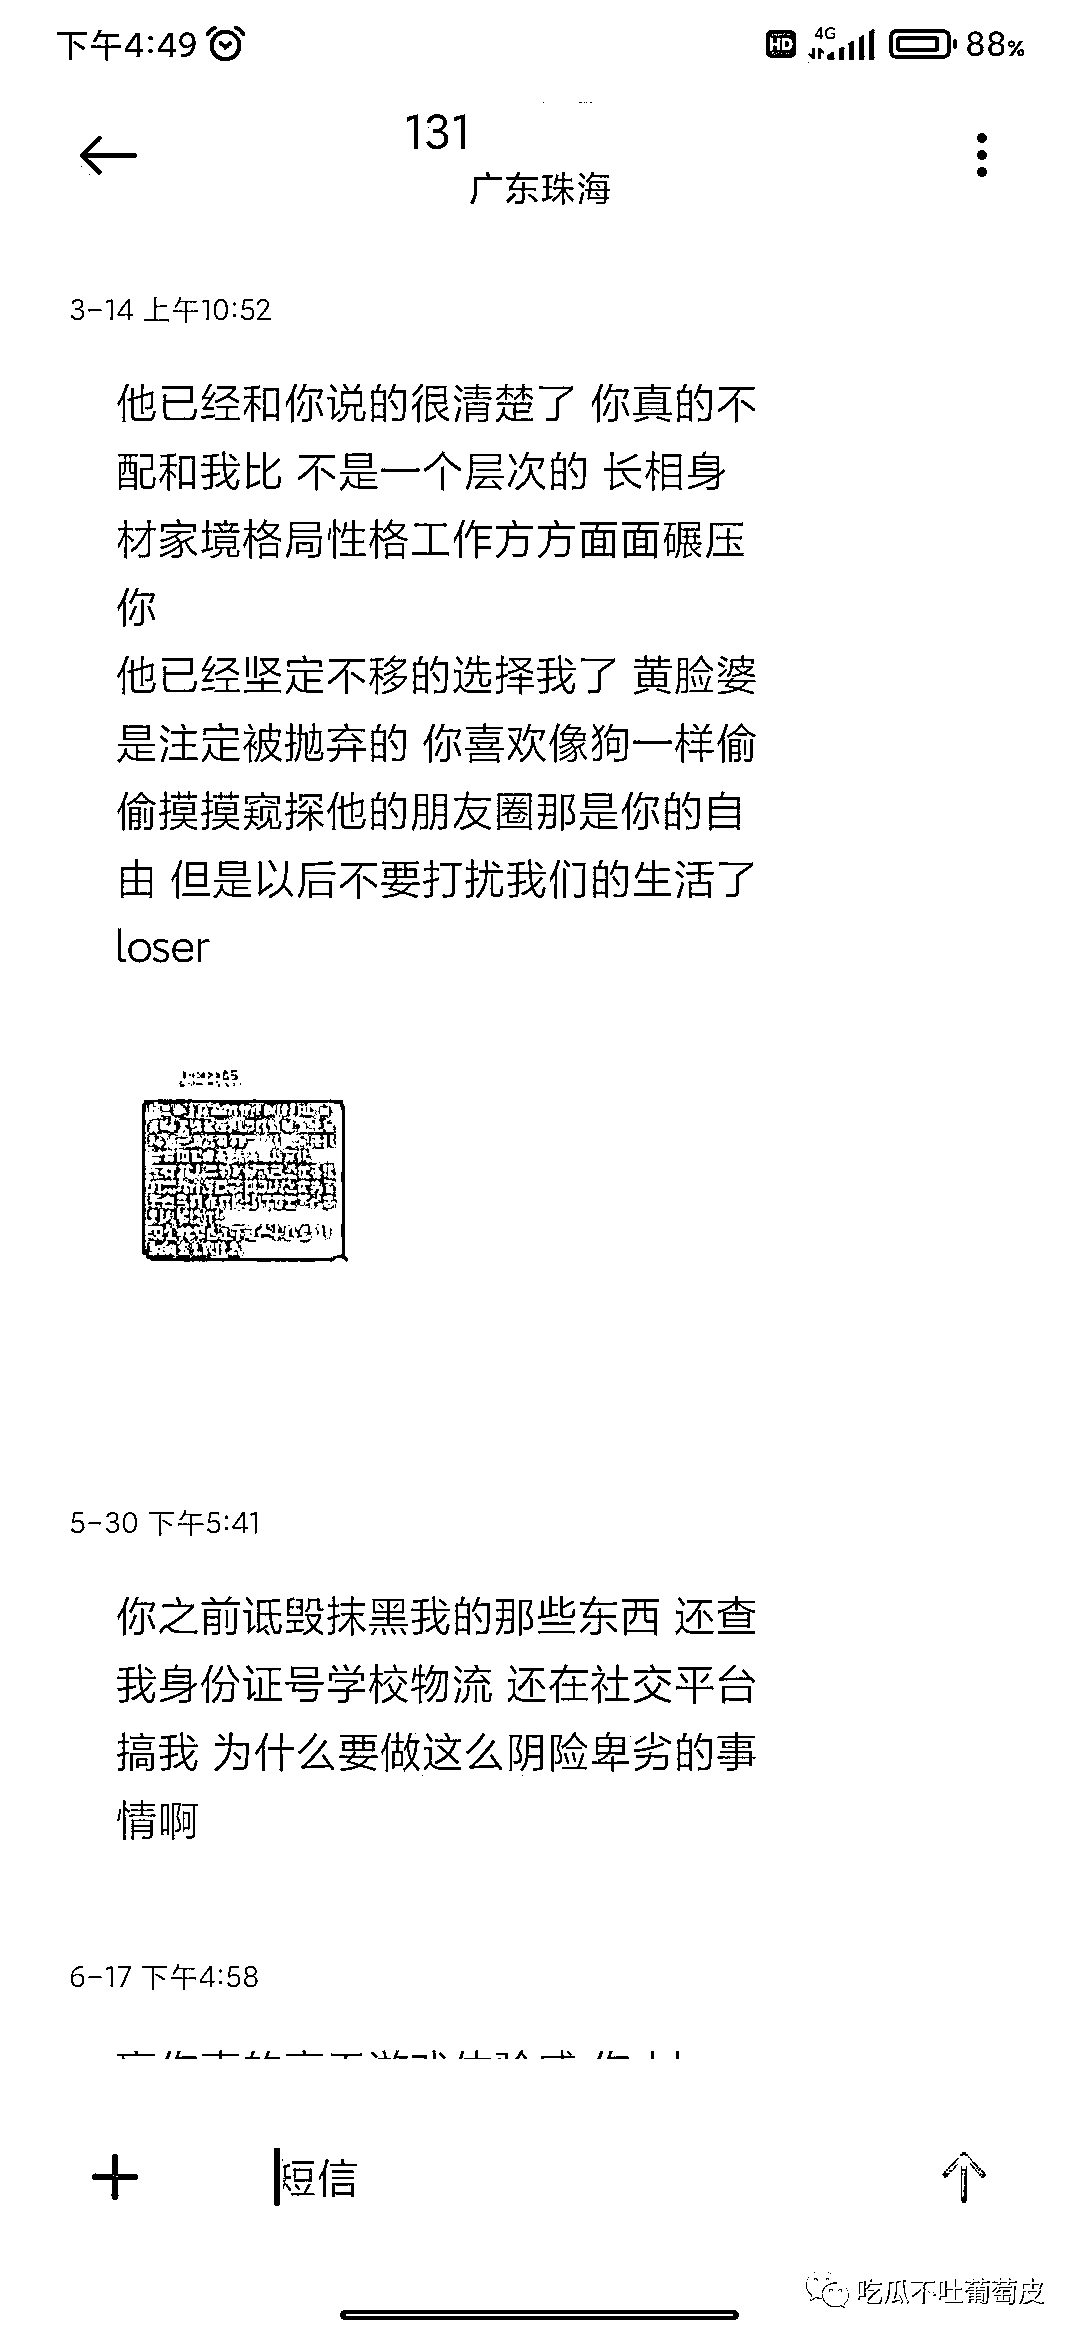 下午4:49
HD 4G 88%
131
广东珠海
3-14 上午10:52
他已经和你说的很清楚了 你真的不
配和我比 不是一个层次的 长相身
材家境格局性格工作方方面面碾压
你
他已经坚定不移的选择我了 黄脸婆
是注定被抛弃的 你喜欢像狗一样偷
偷摸摸窥探他的朋友圈那是你的自
由 但是以后不要打扰我们的生活了
loser
5-30 下午5:41
你之前诋毁抹黑我的那些东西 还查
我身份证号学校物流 还在社交平台
搞我 为什么要做这么阴险卑劣的事
情啊
6-17 下午4:58
短信
吃瓜不吐葡萄皮